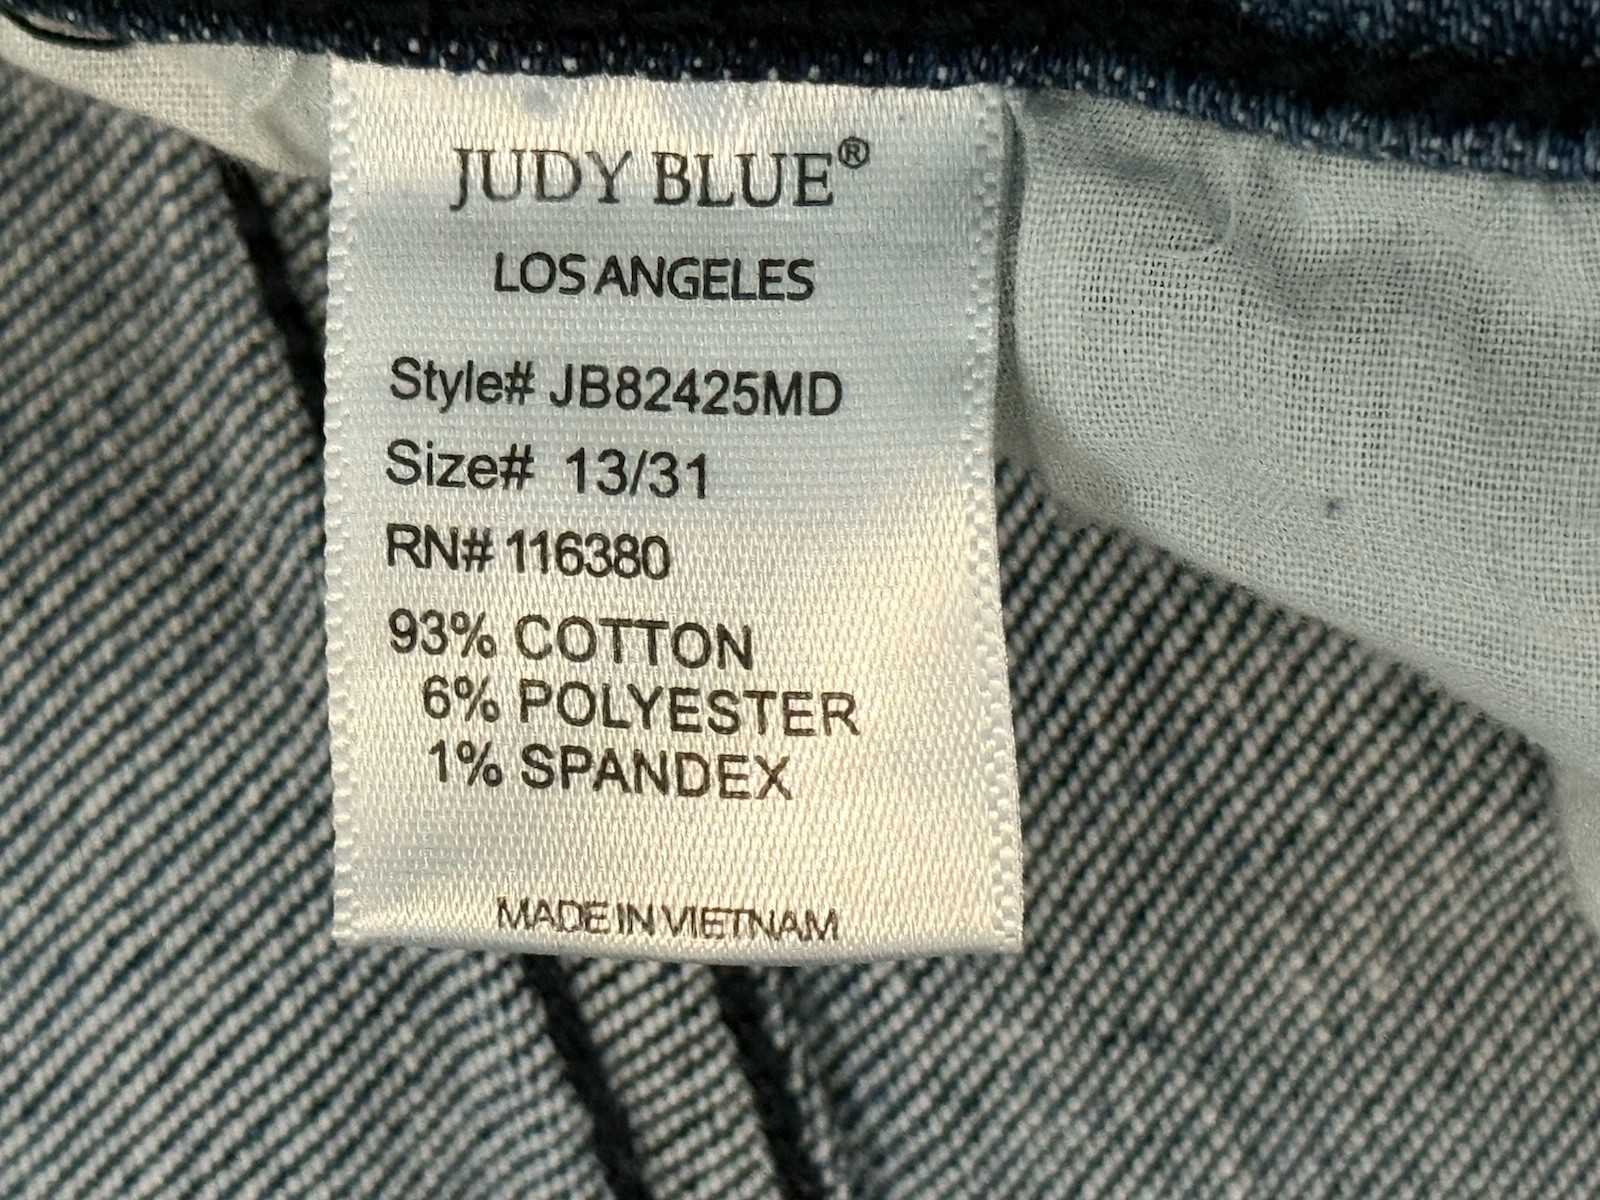 JUDY BLUE®
LOS ANGELES
Style# JB82425MD
Size# 13/31
RN# 116380
93% COTTON
6% POLYESTER
1% SPANDEX
MADE IN VIETNAM